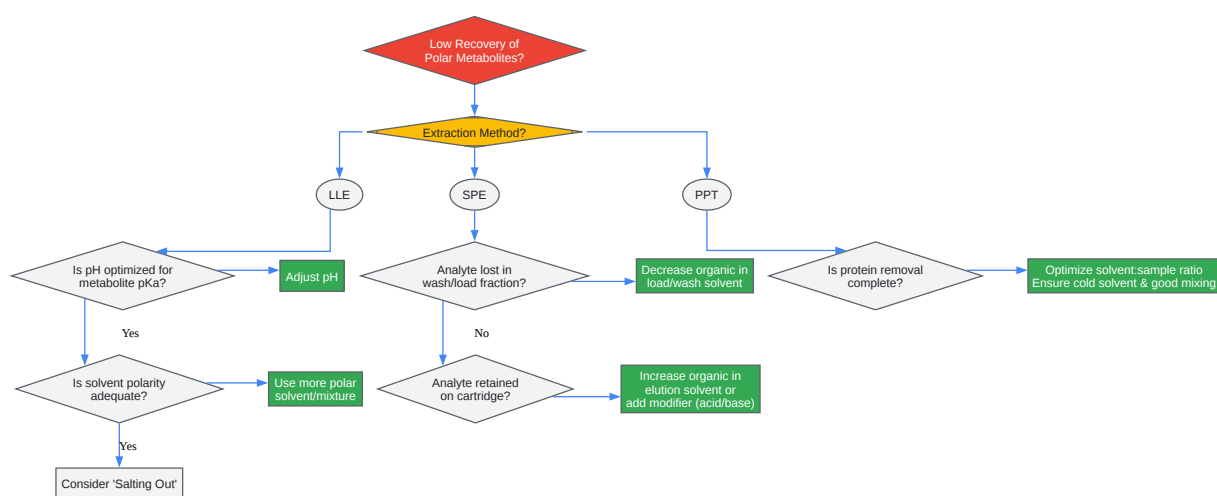 Low Recovery of
Polar Metabolites?
Extraction Method?
LLE
SPE
PPT
Is pH optimized for
metabolite pKa?
Adjust pH
Analyte lost in
wash/load fraction?
Decrease organic in
load/wash solvent
Is protein removal
complete?
Optimize solvent:sample ratio
Ensure cold solvent & good mixing
Yes
No
Is solvent polarity
adequate?
Use more polar
solvent/mixture
Analyte retained
on cartridge?
Increase organic in
elution solvent or
add modifier (acid/base)
Yes
Consider 'Salting Out'